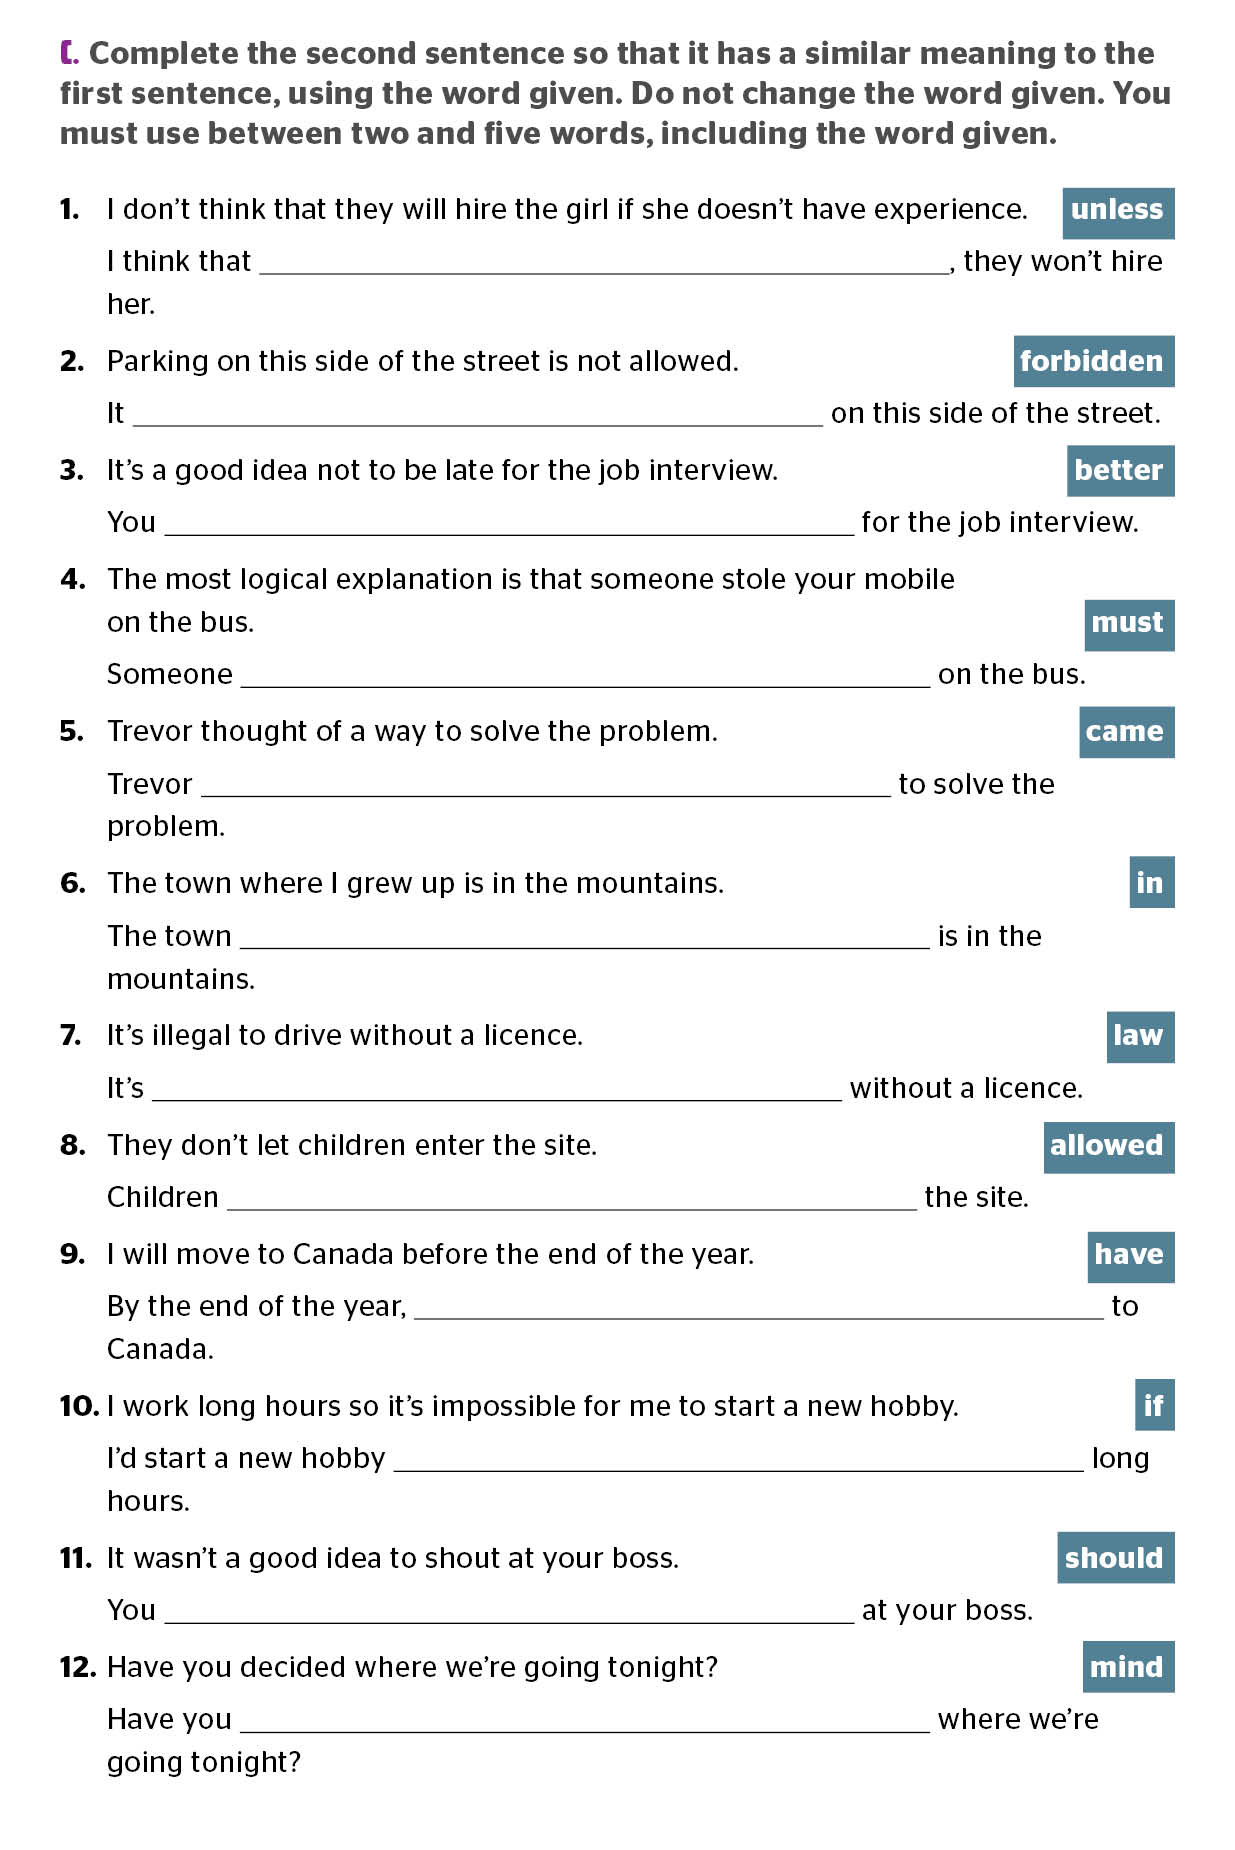 C. Complete the second sentence so that it has a similar meaning to the
first sentence, using the word given. Do not change the word given. You
must use between two and five words, including the word given.
1. I don't think that they will hire the girl if she doesn't have experience. unless
I think that ______________________________, they won't hire
her.
2. Parking on this side of the street is not allowed. forbidden
It ______________________________ on this side of the street.
3. It's a good idea not to be late for the job interview. better
You ______________________________ for the job interview.
4. The most logical explanation is that someone stole your mobile
on the bus. must
Someone ______________________________ on the bus.
5. Trevor thought of a way to solve the problem. came
Trevor ______________________________ to solve the
problem.
6. The town where I grew up is in the mountains. in
The town ______________________________ is in the
mountains.
7. It's illegal to drive without a licence. law
It's ______________________________ without a licence.
8. They don't let children enter the site. allowed
Children ______________________________ the site.
9. I will move to Canada before the end of the year. have
By the end of the year, ______________________________ to
Canada.
10. I work long hours so it's impossible for me to start a new hobby. if
I'd start a new hobby ______________________________ long
hours.
11. It wasn't a good idea to shout at your boss. should
You ______________________________ at your boss.
12. Have you decided where we're going tonight? mind
Have you ______________________________ where we're
going tonight?